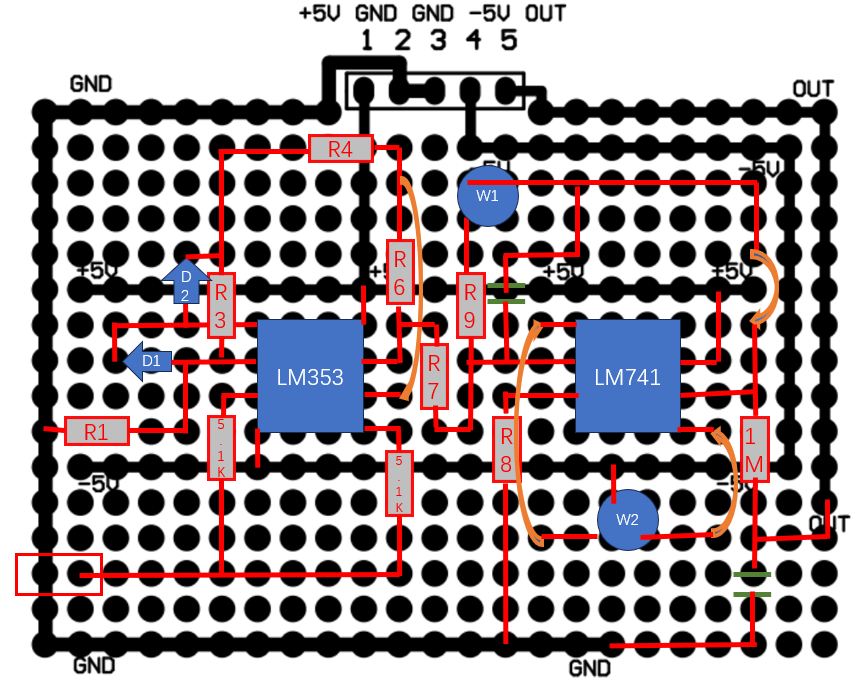 +5V GND GND -5V OUT
1 2 3 4 5
GND
OUT
R4
-5V
-5V
W1
+5V
D2
R3
+5
R6
R9
+5V
+5V
D1
LM353
R7
LM741
R1
5.1K
R8
1M
5.1K
-5V
-5V
W2
OUT
GND
GND